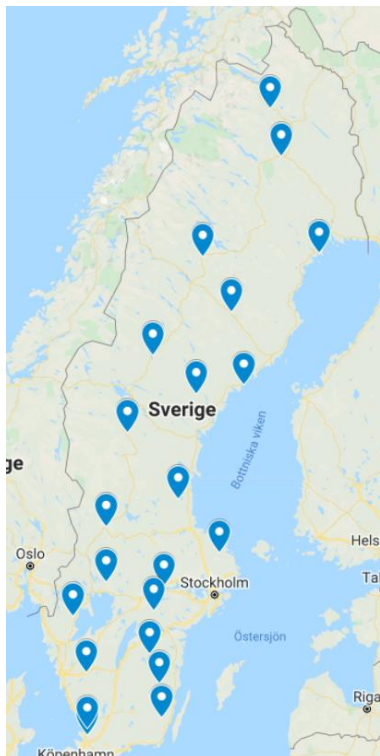 Sverige
ge
Bottniska viken
Oslo
Hels
Stockholm
Ta
Östersjön
Riga
Köpenhamn